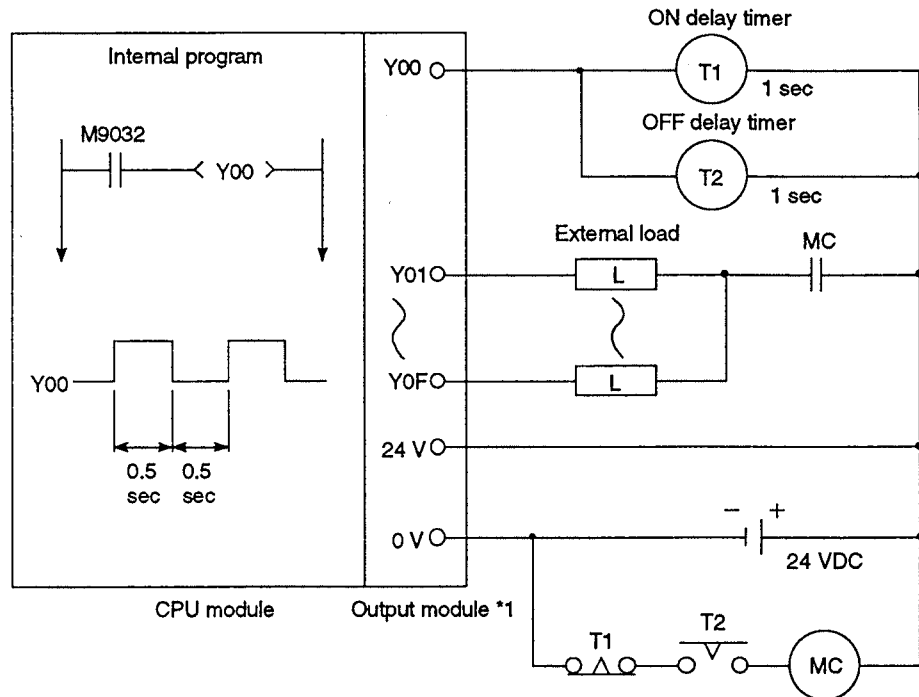 ON delay timer
Internal program
Y00
T1
1 sec
M9032
OFF delay timer
Y00
T2
1 sec
External load
MC
Y01
L
Y00
Y0F
L
0.5 sec
0.5 sec
24 V
− +
0 V
24 VDC
CPU module
Output module *1
T1
T2
MC